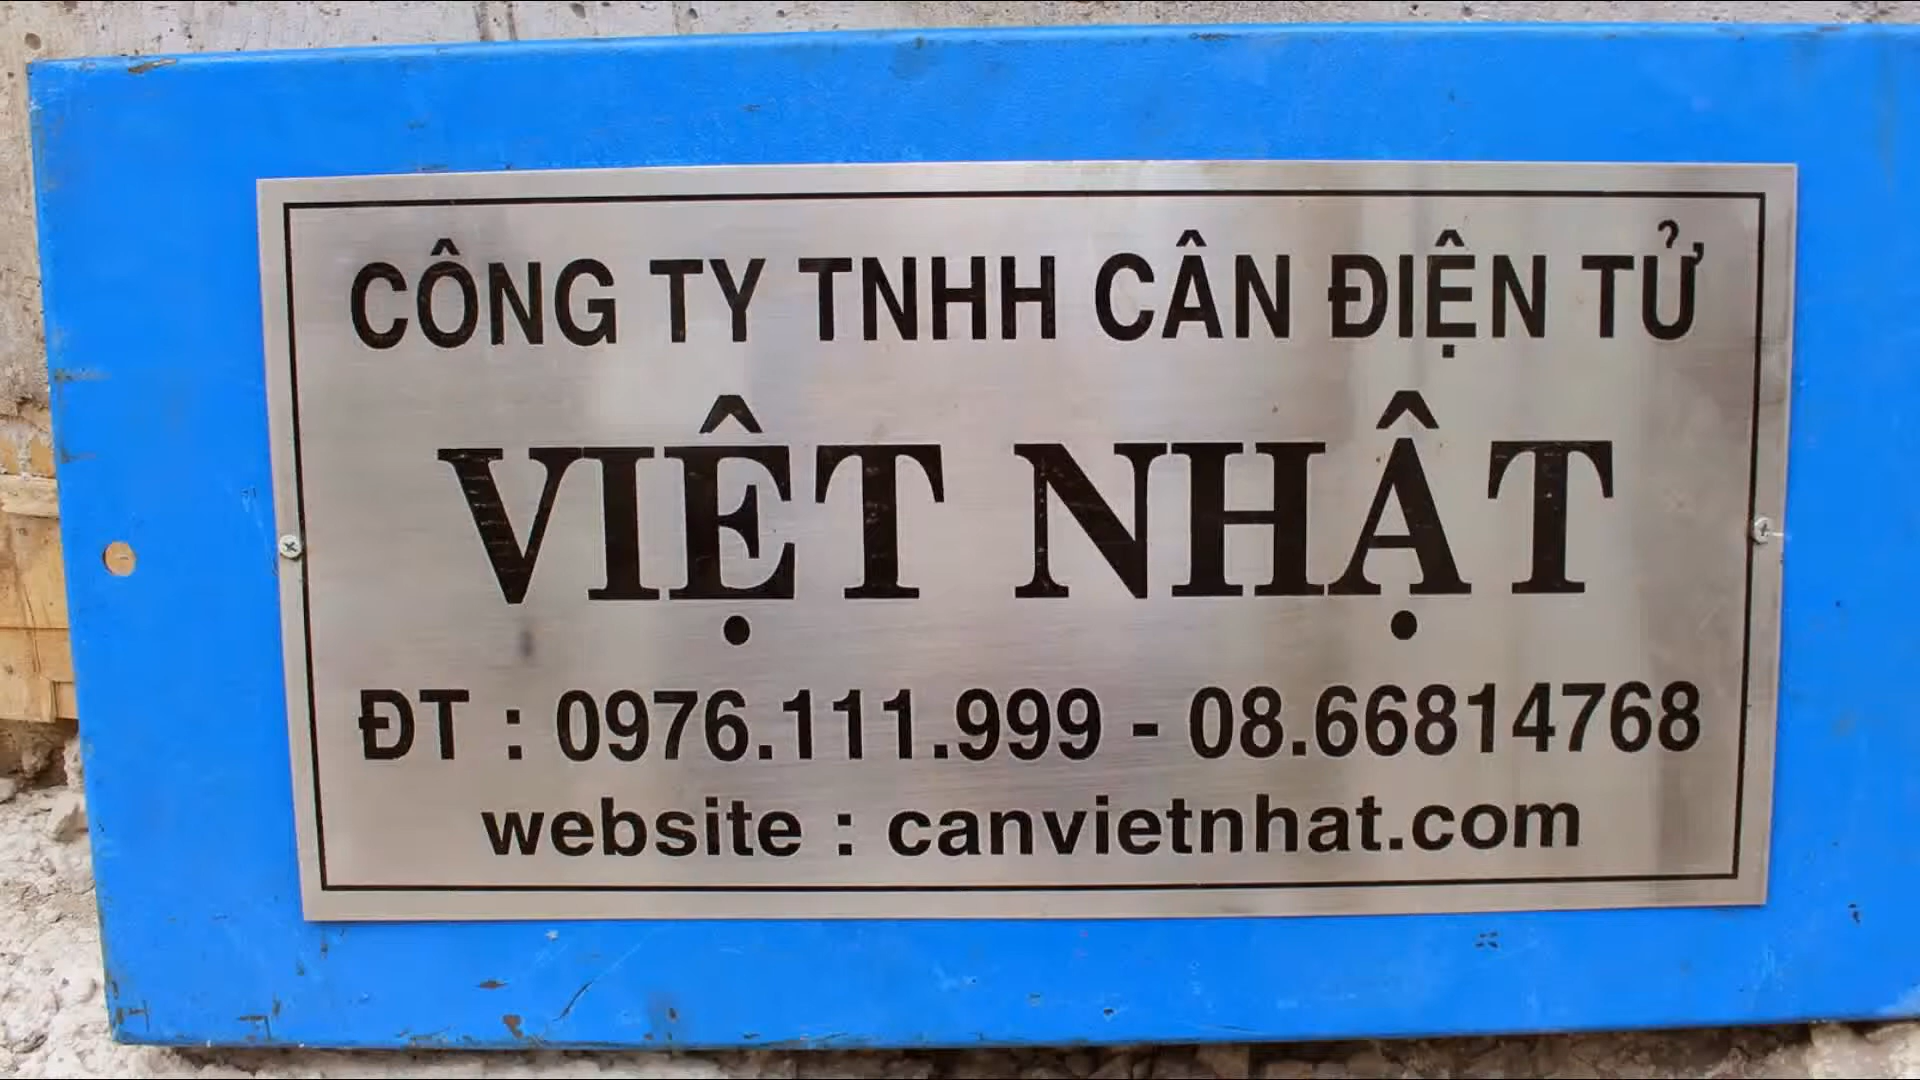 CÔNG TY TNHH CÂN ĐIỆN TỬ
VIỆT NHẬT
ĐT : 0976.111.999 - 08.66814768
website : canvietnhat.com